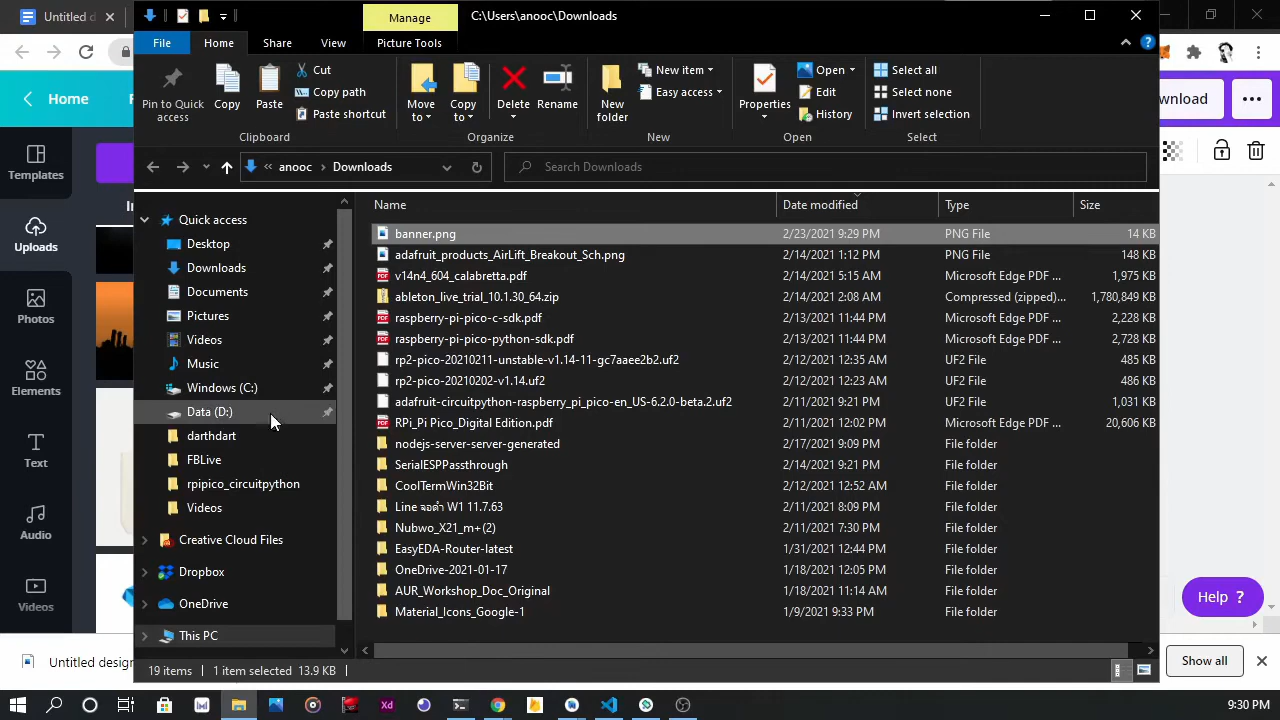 Untitled d
Manage
C:\Users\anooc\Downloads
File
Home
Share
View
Picture Tools
Home
Pin to Quick access
Copy
Paste
Cut
Copy path
Paste shortcut
Clipboard
Move to
Copy to
Delete
Rename
Organize
New folder
New item
Easy access
New
Properties
Open
Edit
History
Open
Select all
Select none
Invert selection
Select
wnload
anooc
Downloads
Search Downloads
Templates
Uploads
Photos
Elements
Text
Audio
Videos
Quick access
Desktop
Downloads
Documents
Pictures
Videos
Music
Windows (C:)
Data (D:)
darthdart
FBLive
rpipico_circuitpython
Videos
Creative Cloud Files
Dropbox
OneDrive
This PC
Name Date modified Type Size
banner.png 2/23/2021 9:29 PM PNG File 14 KB
adafruit_products_AirLift_Breakout_Sch.png 2/14/2021 1:12 PM PNG File 148 KB
v14n4_604_calabretta.pdf 2/14/2021 5:15 AM Microsoft Edge PDF ... 1,975 KB
ableton_live_trial_10.1.30_64.zip 2/14/2021 2:08 AM Compressed (zipped)... 1,780,849 KB
raspberry-pi-pico-c-sdk.pdf 2/13/2021 11:44 PM Microsoft Edge PDF ... 2,228 KB
raspberry-pi-pico-python-sdk.pdf 2/13/2021 11:44 PM Microsoft Edge PDF ... 2,728 KB
rp2-pico-20210211-unstable-v1.14-11-gc7aaee2b2.uf2 2/12/2021 12:35 AM UF2 File 485 KB
rp2-pico-20210202-v1.14.uf2 2/12/2021 12:23 AM UF2 File 486 KB
adafruit-circuitpython-raspberry_pi_pico-en_US-6.2.0-beta.2.uf2 2/11/2021 9:31 PM UF2 File 1,031 KB
RPi_Pi Pico_Digital Edition.pdf 2/11/2021 12:02 PM Microsoft Edge PDF ... 20,606 KB
nodejs-server-server-generated 2/17/2021 9:09 PM File folder
SerialESPPassthrough 2/14/2021 9:21 PM File folder
CoolTermWin32Bit 2/12/2021 12:52 AM File folder
Line จอดำ W1 11.7.63 2/11/2021 8:09 PM File folder
Nubwo_X21_m+(2) 2/11/2021 7:30 PM File folder
EasyEDA-Router-latest 1/31/2021 12:44 PM File folder
OneDrive-2021-01-17 1/18/2021 12:05 PM File folder
AUR_Workshop_Doc_Original 1/18/2021 11:14 AM File folder
Material_Icons_Google-1 1/9/2021 9:33 PM File folder
Help ?
19 items
1 item selected 13.9 KB
Untitled design
Show all
Xd
9:30 PM